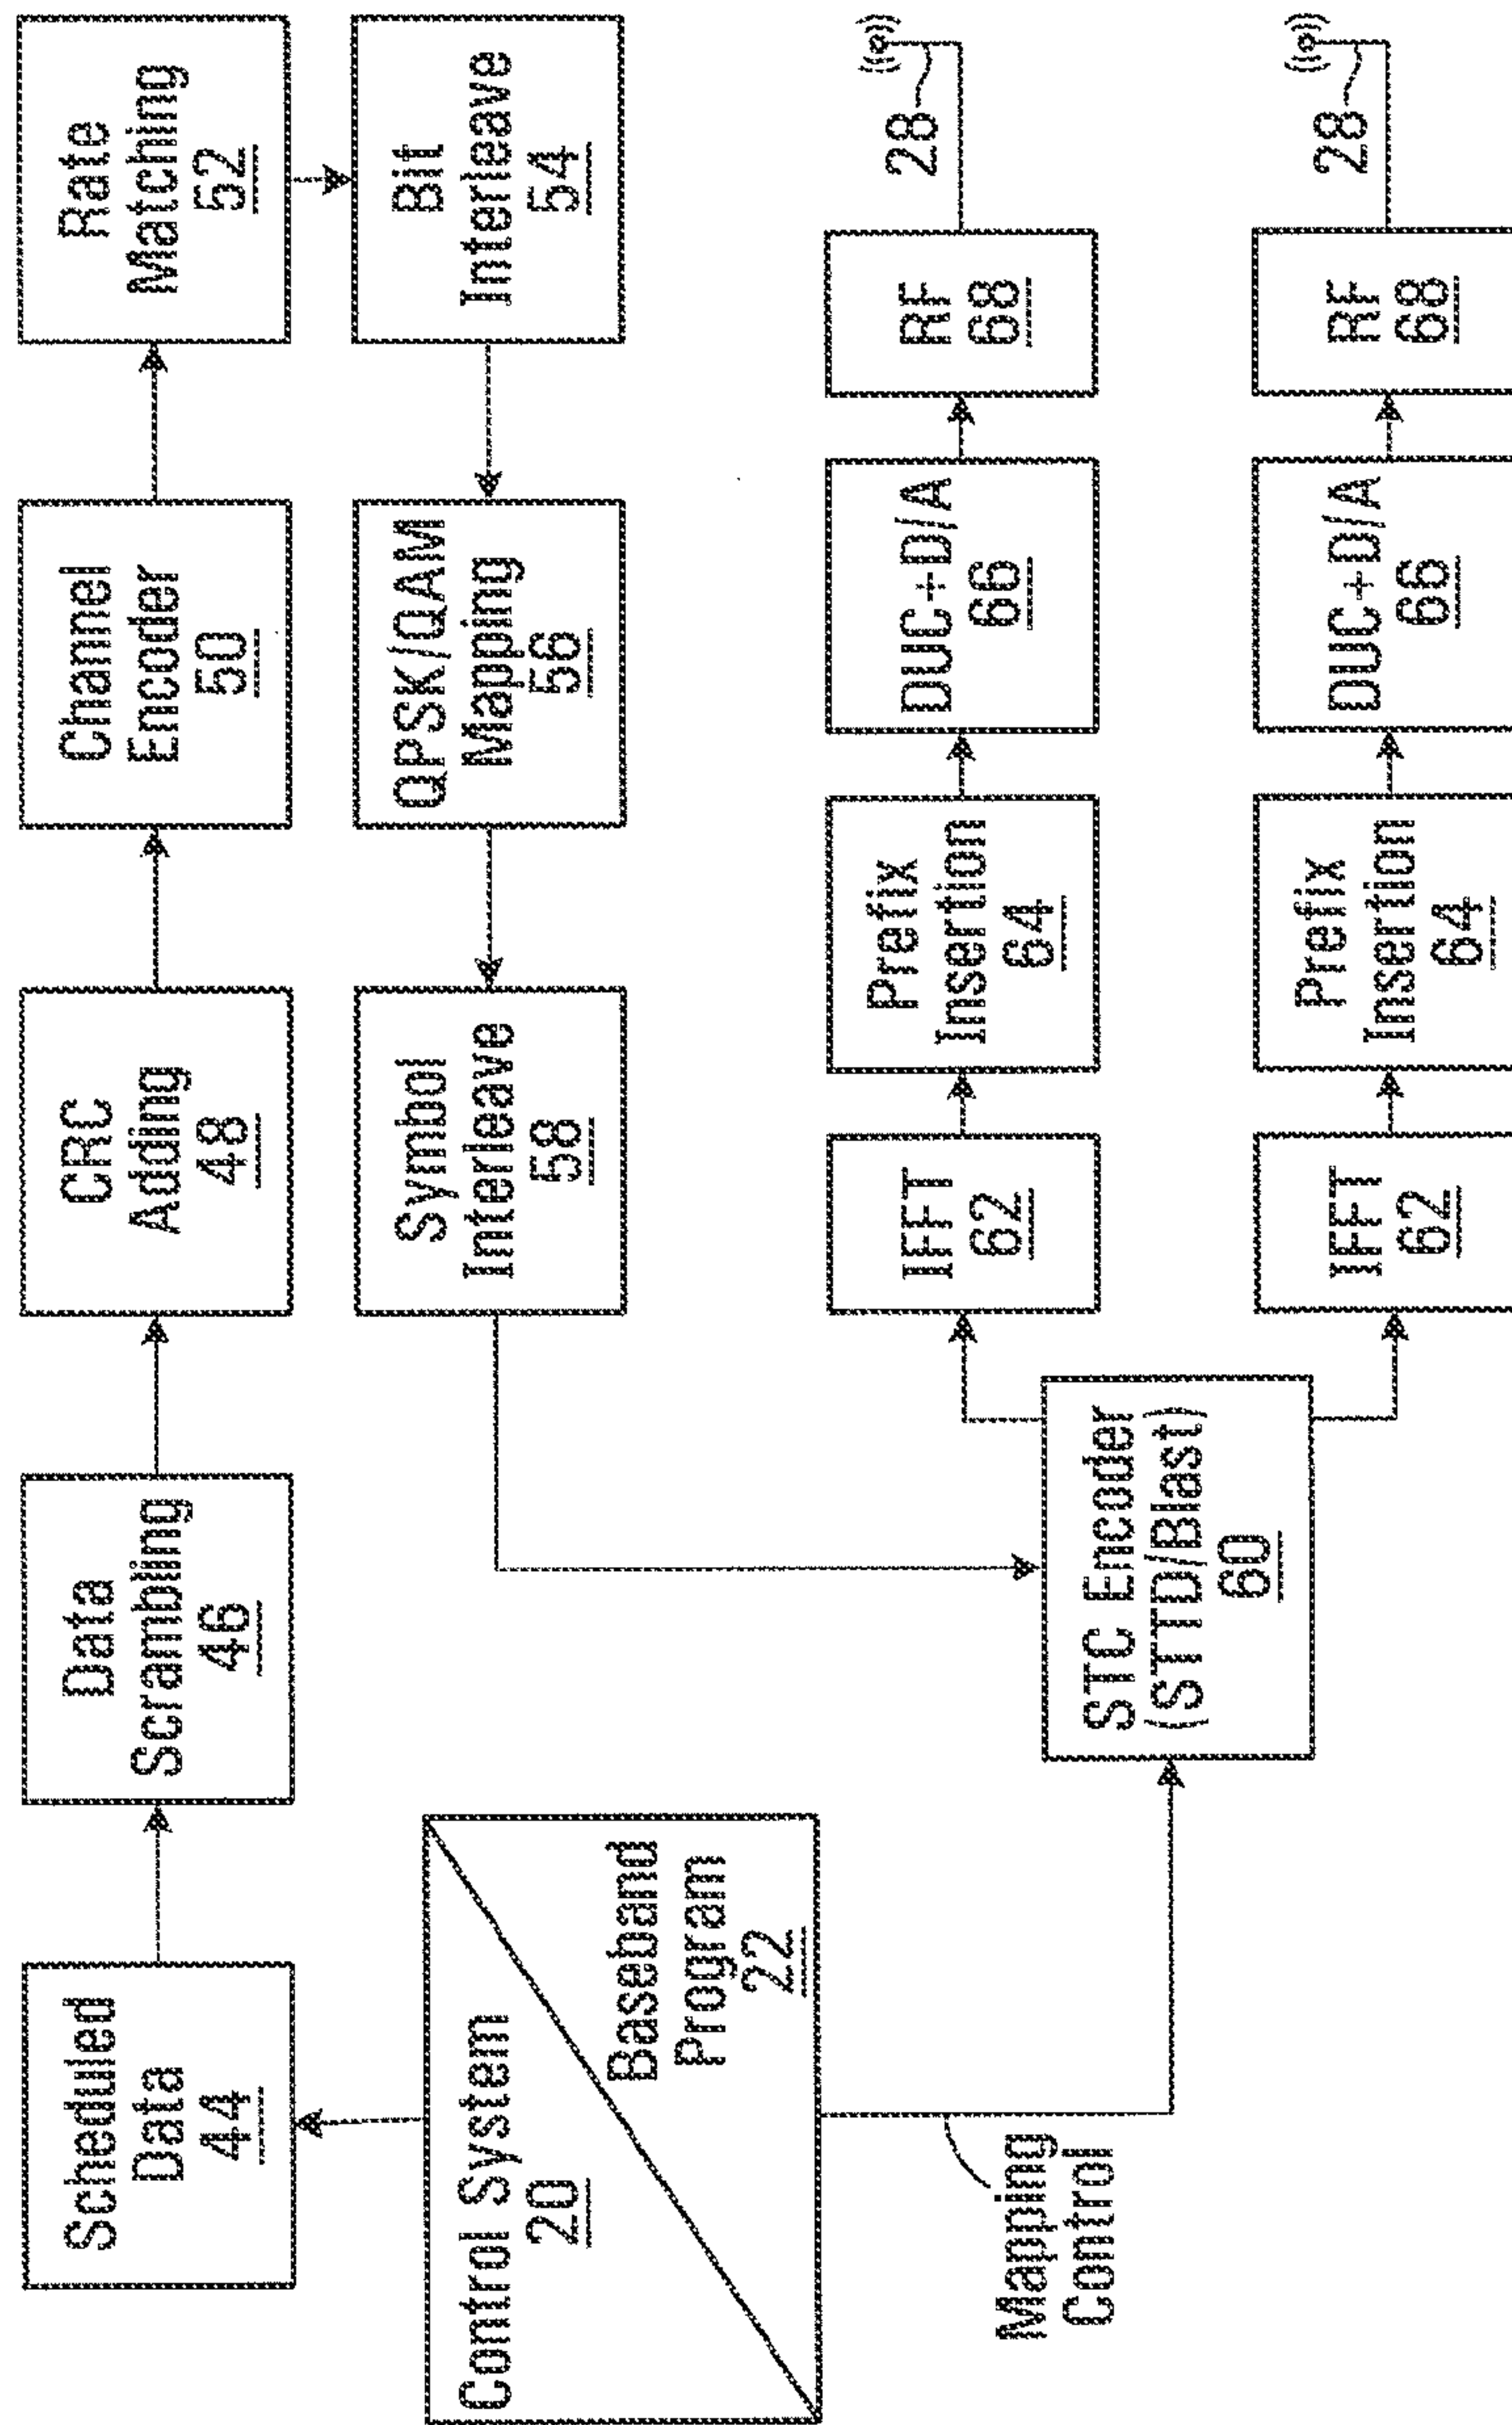 Scheduled
Data
44
Data
Scrambling
46
CRC
Adding
48
Channel
Encoder
50
Rate
Matching
52
Control System
20
Baseband
Program
22
Symbol
Interleave
58
QPSK/QAM
Mapping
56
Bit
Interleave
54
Mapping
Control
STC Encoder
(STTD/Blast)
60
IFFT
62
Prefix
Insertion
64
DUC+D/A
66
RF
68
28
IFFT
62
Prefix
Insertion
64
DUC+D/A
66
RF
68
28